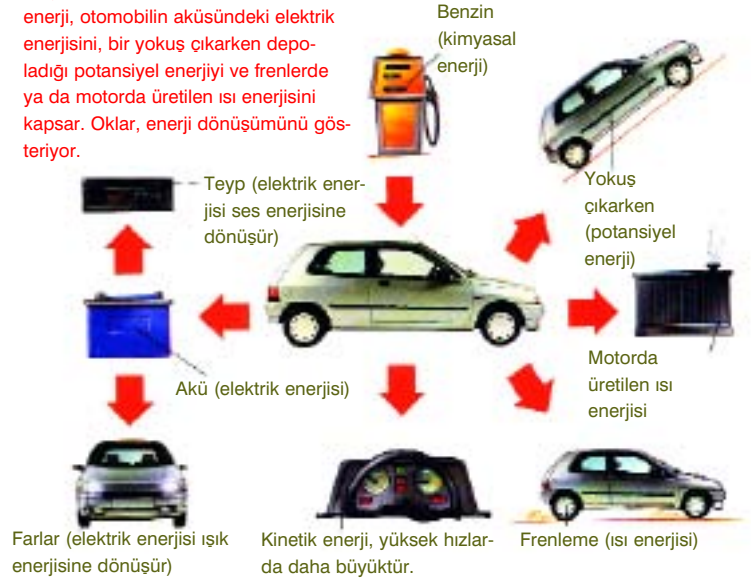 enerji, otomobilin aküsündeki elektrik
enerjisini, bir yokuş çıkarken depo-
ladığı potansiyel enerjiyi ve frenlerde
ya da motorda üretilen ısı enerjisini
kapsar. Oklar, enerji dönüşümünü gös-
teriyor.
Benzin
(kimyasal
enerji)
Teyp (elektrik ener-
jisi ses enerjisine
dönüşür)
Yokuş
çıkarken
(potansiyel
enerji)
Akü (elektrik enerjisi)
Motorda
üretilen ısı
enerjisi
Farlar (elektrik enerjisi ışık
enerjisine dönüşür)
Kinetik enerji, yüksek hızlar-
da daha büyüktür.
Frenleme (ısı enerjisi)